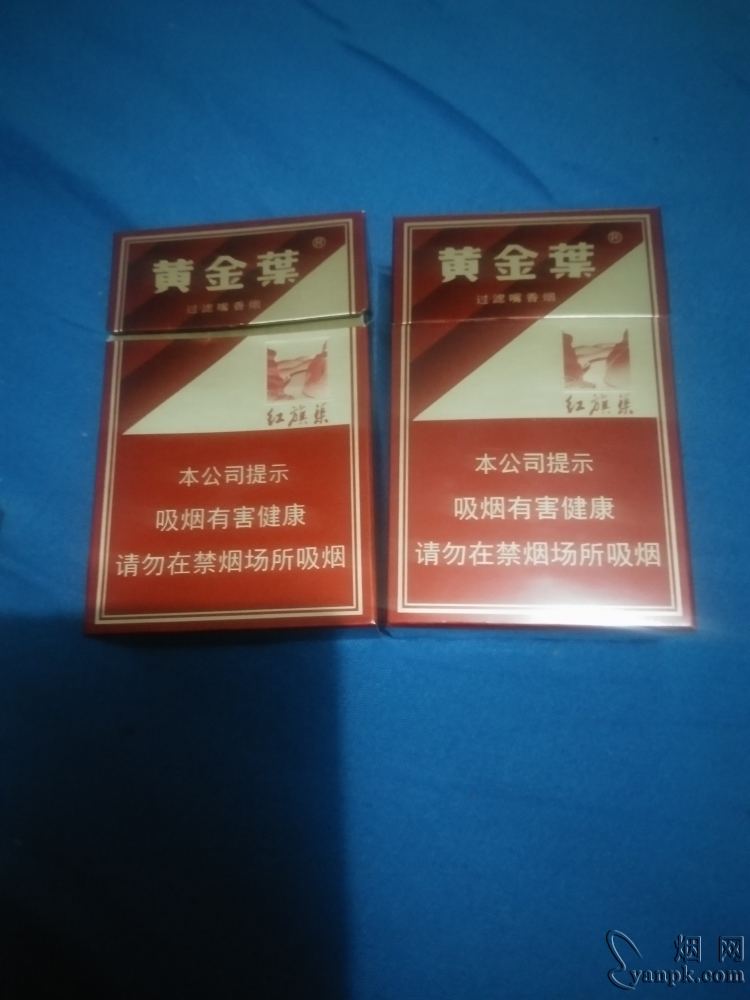 黄金葉®
过滤嘴香烟
红旗渠
本公司提示
吸烟有害健康
请勿在禁烟场所吸烟
黄金葉®
过滤嘴香烟
红旗渠
本公司提示
吸烟有害健康
请勿在禁烟场所吸烟
烟网
yanpk.com